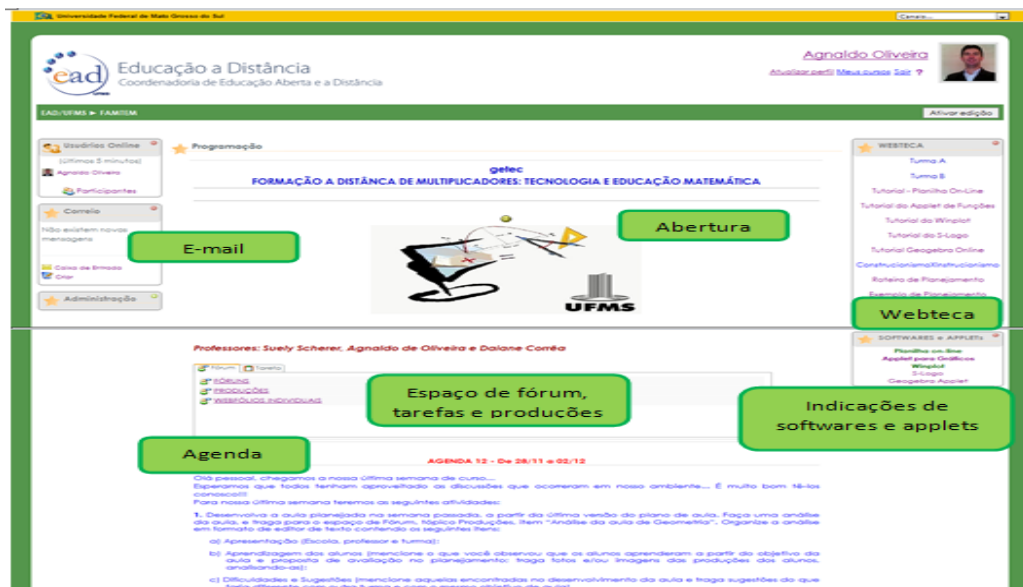 Universidade Federal de Mato Grosso do Sul
Canais...
ead
Educação a Distância
Coordenadoria de Educação Aberta e a Distância
Agnaldo Oliveira
Atualizar perfil Meus cursos Sair ?
EAD/UFMS ► FAMTEM
Ativar edição
Usuários Online
(últimos 5 minutos)
Agnaldo Oliveira
Participantes
Correio
Não existem novas
mensagens
E-mail
Caixa de Entrada
Criar
Administração
Programação
getec
FORMAÇÃO A DISTÂNCA DE MULTIPLICADORES: TECNOLOGIA E EDUCAÇÃO MATEMÁTICA
Abertura
UFMS
WEBTECA
Turma A
Turma B
Tutorial - Planilha On-Line
Tutorial do Applet de Funções
Tutorial do Winplot
Tutorial do S-Logo
Tutorial Geogebra Online
ConstrucionismoXInstrucionismo
Roteiro de Planejamento
Exemplo de Planejamento
Webteca
Professores: Suely Scherer, Agnaldo de Oliveira e Daiane Corrêa
Fórum Tarefa
FÓRUNS
PRODUÇÕES
WEBFÓLIOS INDIVIDUAIS
Espaço de fórum,
tarefas e produções
SOFTWARES e APPLETs
Planilha on-line
Applet para Gráficos
Winplot
S-Logo
Geogebra Applet
Indicações de
softwares e applets
Agenda
AGENDA 12 - De 28/11 a 02/12
Olá pessoal, chegamos a nossa última semana de curso...
Esperamos que todos tenham aproveitado as discussões que ocorreram em nosso ambiente... É muito bom tê-los
conosco!!!
Para nossa última semana teremos as seguintes atividades:
1. Desenvolva a aula planejada na semana passada, a partir da última versão do plano de aula. Faça uma análise
da aula, e traga para o espaço de Fórum, tópico Produções, item "Análise da aula de Geometria". Organize a análise
em formato de editor de texto contendo os seguintes itens:
a) Apresentação (Escola, professor e turma);
b) Aprendizagem dos alunos (mencione o que você observou que os alunos aprenderam a partir do objetivo da
aula e proposta de avaliação no planejamento; traga fotos e/ou imagens das produções dos alunos,
analisando-as);
c) Dificuldades e Sugestões (mencione aquelas encontradas no desenvolvimento da aula e traga sugestões do que